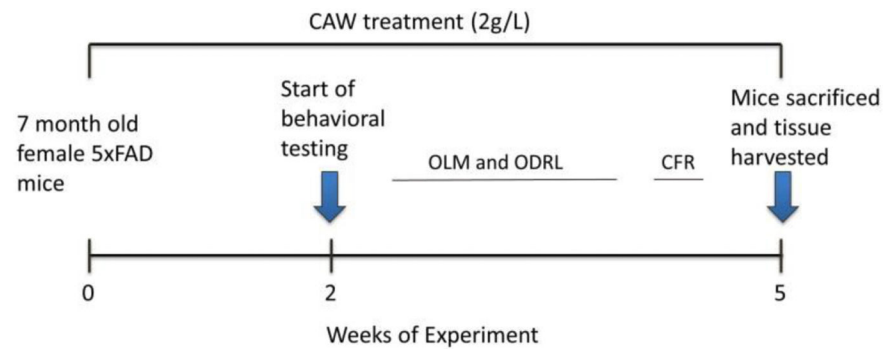 CAW treatment (2g/L)
7 month old
female 5xFAD
mice
Start of
behavioral
testing
OLM and ODRL
CFR
Mice sacrificed
and tissue
harvested
0
2
5
Weeks of Experiment